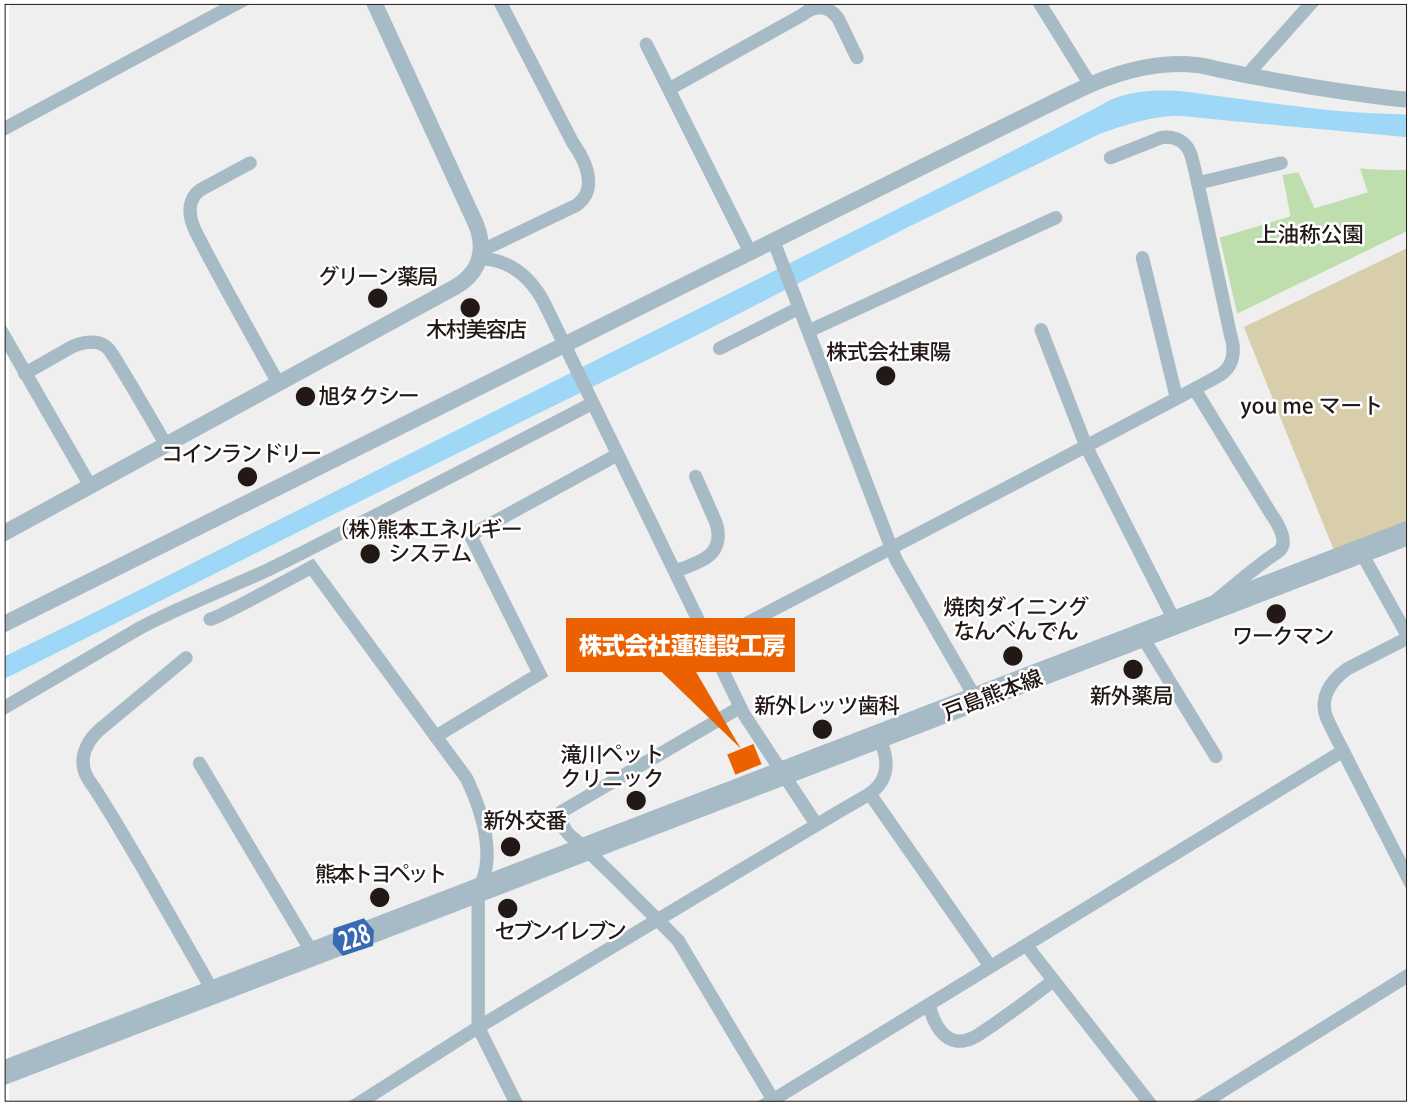 上油称公園
グリーン薬局
木村美容店
株式会社東陽
旭タクシー
you me マート
コインランドリー
(株)熊本エネルギー
システム
焼肉ダイニング
なんべんでん
ワークマン
株式会社蓮建設工房
戸島熊本線
新外薬局
新外レッツ歯科
滝川ペット
クリニック
新外交番
熊本トヨペット
セブンイレブン
228